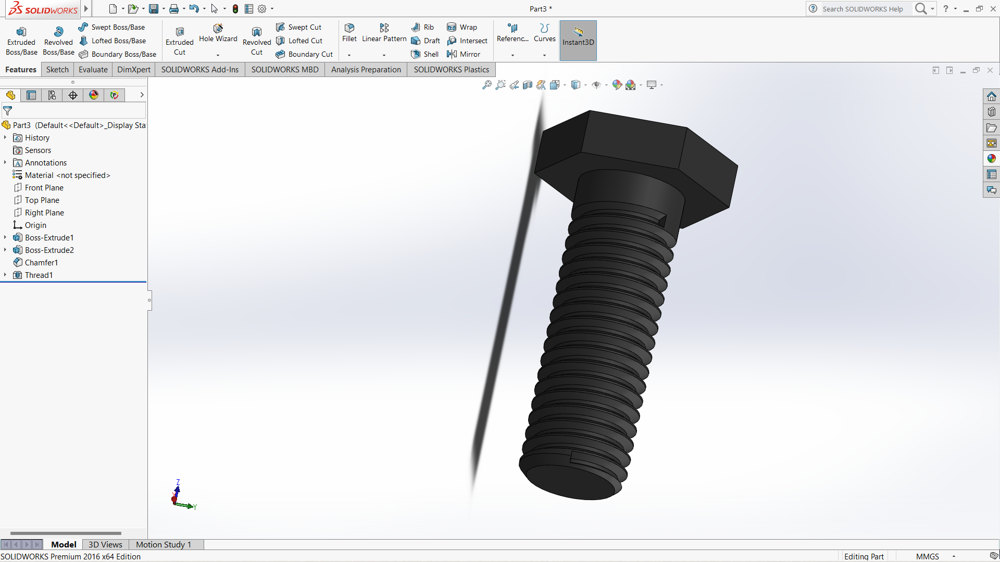 SOLIDWORKS
Part3 *
Search SOLIDWORKS Help
?
Extruded Boss/Base
Revolved Boss/Base
Swept Boss/Base
Lofted Boss/Base
Boundary Boss/Base
Extruded Cut
Hole Wizard
Revolved Cut
Swept Cut
Lofted Cut
Boundary Cut
Fillet
Linear Pattern
Rib
Draft
Shell
Wrap
Intersect
Mirror
Referenc...
Curves
Instant3D
Features
Sketch
Evaluate
DimXpert
SOLIDWORKS Add-Ins
SOLIDWORKS MBD
Analysis Preparation
SOLIDWORKS Plastics
Part3 (Default<<Default>_Display Sta
History
Sensors
Annotations
Material <not specified>
Front Plane
Top Plane
Right Plane
Origin
Boss-Extrude1
Boss-Extrude2
Chamfer1
Thread1
Z
Y
Model
3D Views
Motion Study 1
SOLIDWORKS Premium 2016 x64 Edition
Editing Part
MMGS